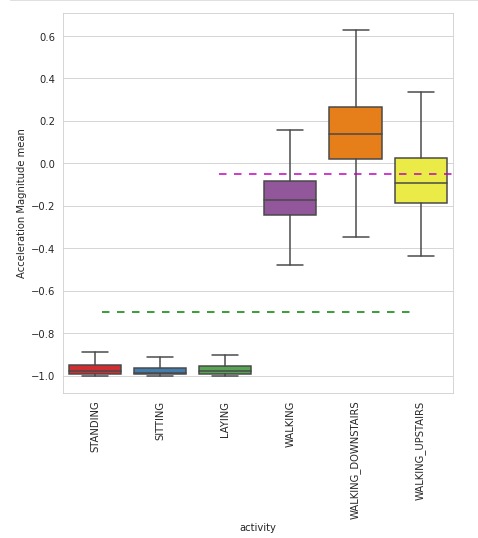 0.6
0.4
0.2
0.0
−0.2
−0.4
−0.6
−0.8
−1.0
Acceleration Magnitude mean
STANDING
SITTING
LAYING
WALKING
WALKING_DOWNSTAIRS
WALKING_UPSTAIRS
activity